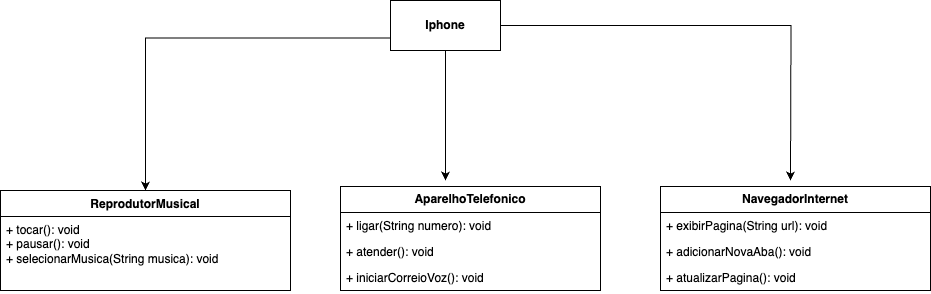 Iphone
ReprodutorMusical
+ tocar(): void
+ pausar(): void
+ selecionarMusica(String musica): void
AparelhoTelefonico
+ ligar(String numero): void
+ atender(): void
+ iniciarCorreioVoz(): void
NavegadorInternet
+ exibirPagina(String url): void
+ adicionarNovaAba(): void
+ atualizarPagina(): void